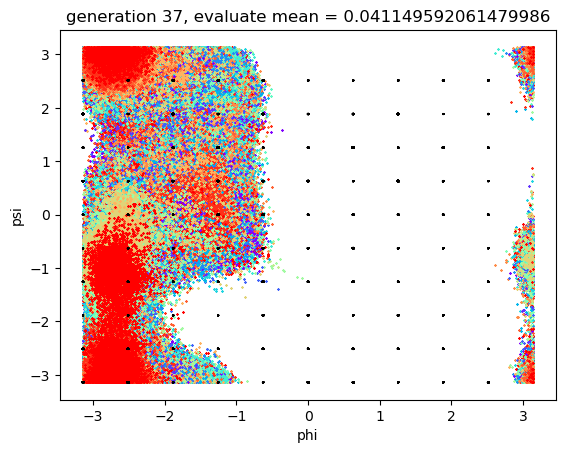 generation 37, evaluate mean = 0.041149592061479986
3
2
1
0
−1
−2
−3
psi
−3 −2 −1 0 1 2 3
phi